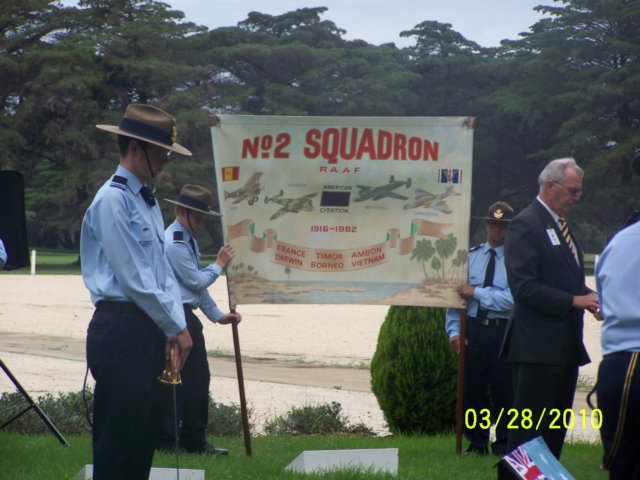 Nº2 SQUADRON
RAAF
AMERICAN
CITATION
1916-1982
FRANCE TIMOR AMBON
DARWIN BORNEO VIETNAM
03/28/2010